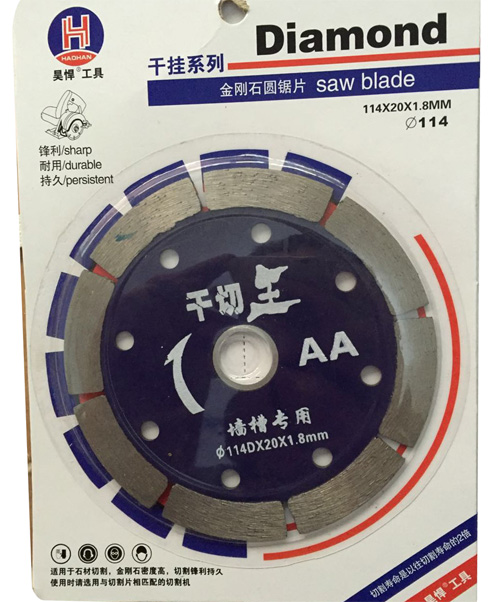 HAOHAN
昊悍®工具
Diamond
干挂系列
金刚石圆锯片 saw blade
114X20X1.8MM
∅114
锋利/sharp
耐用/durable
持久/persistent
干切王
AA
墙槽专用
∅114DX20X1.8mm
适用于石材切割，金刚石密度高，切割锋利持久
使用时请选用与切割片相匹配的切割机
切割寿命是以往切割寿命的2倍
昊悍®工具